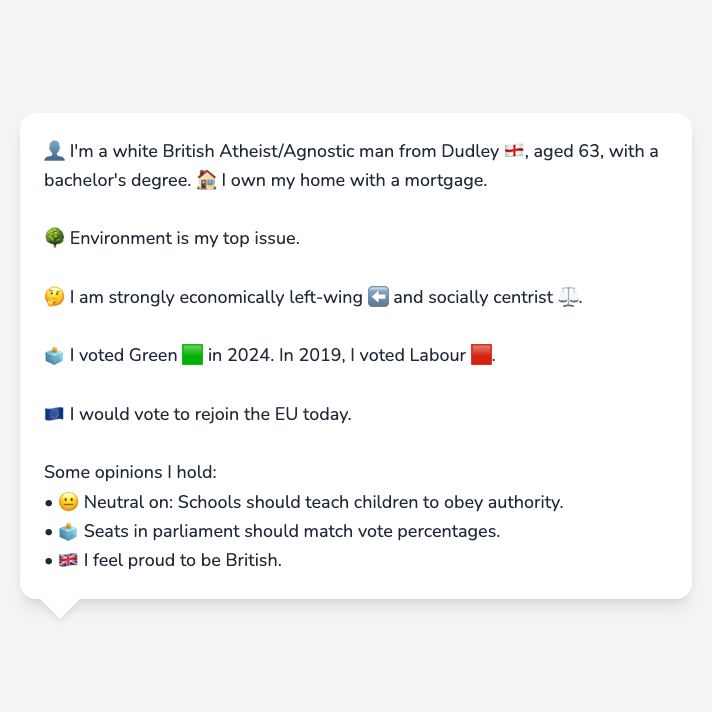 👤 I'm a white British Atheist/Agnostic man from Dudley 🏴󠁧󠁢󠁥󠁮󠁧󠁿, aged 63, with a
bachelor's degree. 🏠 I own my home with a mortgage.
🌳 Environment is my top issue.
🤔 I am strongly economically left-wing ⬅️ and socially centrist ⚖️.
🗳️ I voted Green 🟩 in 2024. In 2019, I voted Labour 🟥.
🇪🇺 I would vote to rejoin the EU today.
Some opinions I hold:
• 😐 Neutral on: Schools should teach children to obey authority.
• 🗳️ Seats in parliament should match vote percentages.
• 🇬🇧 I feel proud to be British.